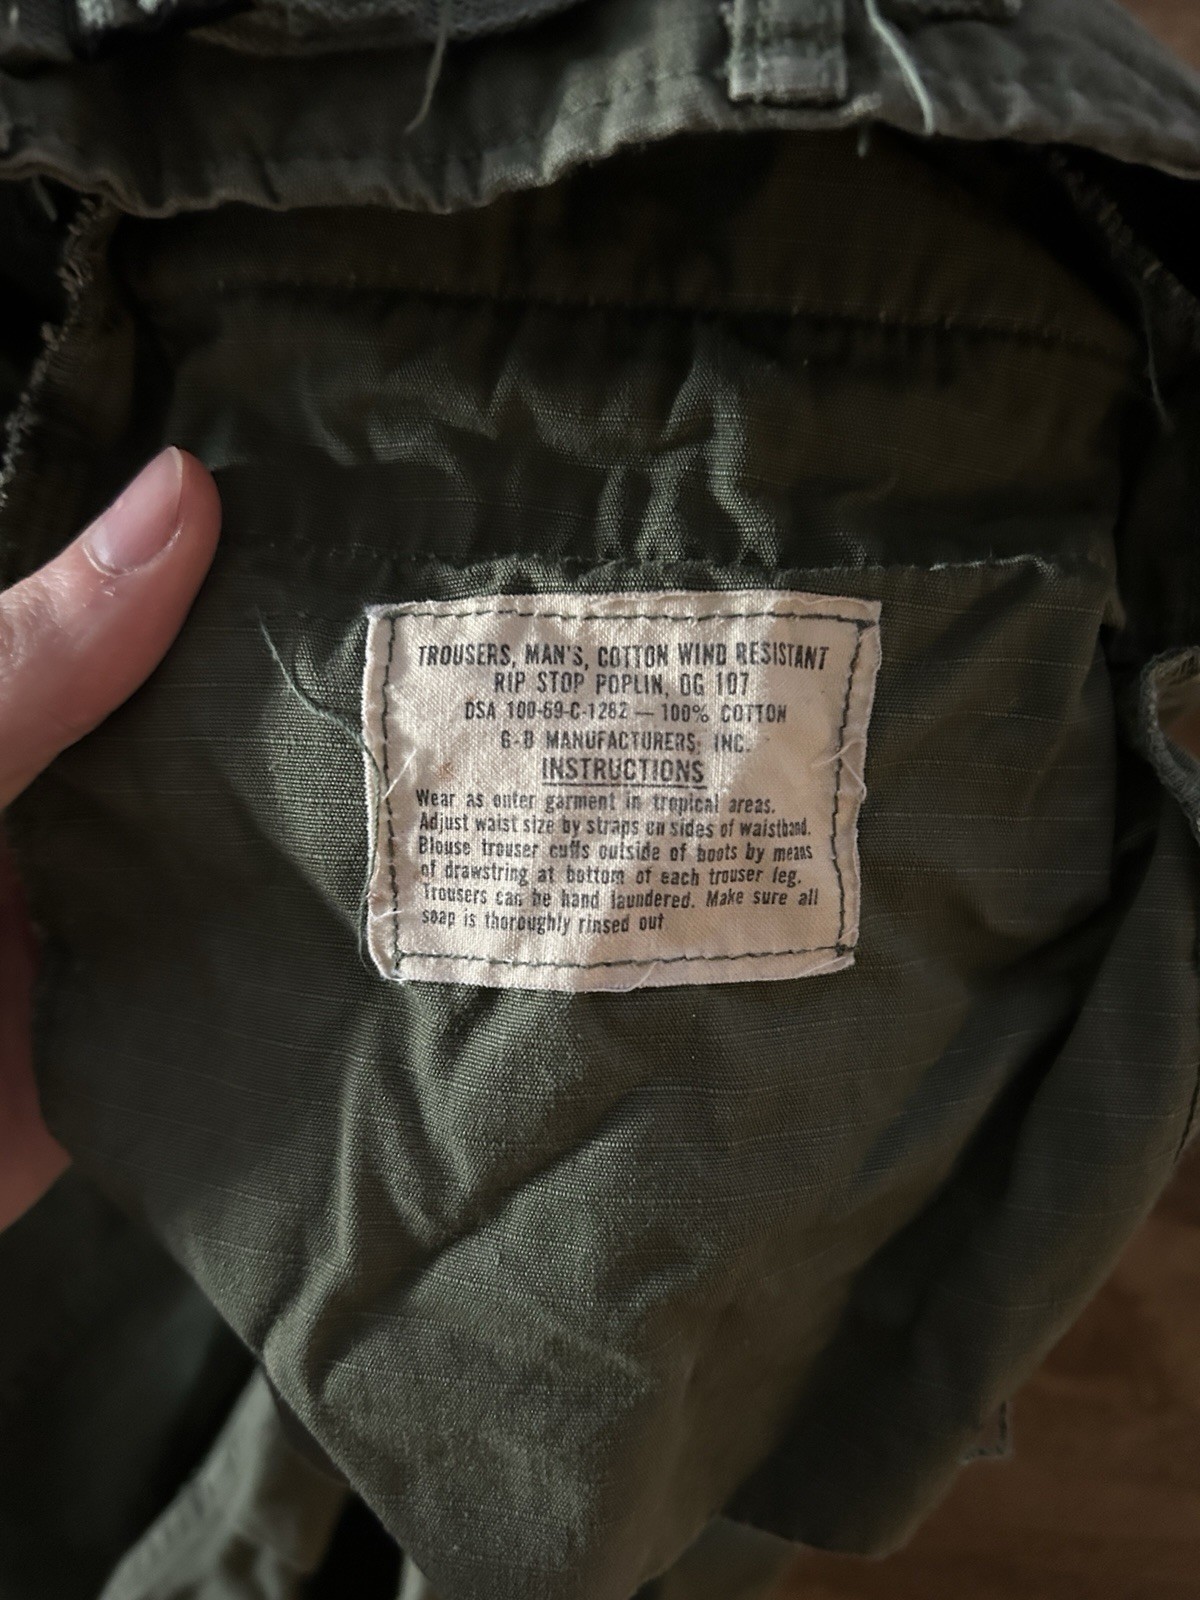 TROUSERS, MAN'S, COTTON WIND RESISTANT
RIP STOP POPLIN, OG 107
DSA 100-69-C-1282 — 100% COTTON
G-B MANUFACTURERS, INC.
INSTRUCTIONS
Wear as outer garment in tropical areas.
Adjust waist size by straps on sides of waistband.
Blouse trouser cuffs outside of boots by means
of drawstring at bottom of each trouser leg.
Trousers can be hand laundered. Make sure all
soap is thoroughly rinsed out